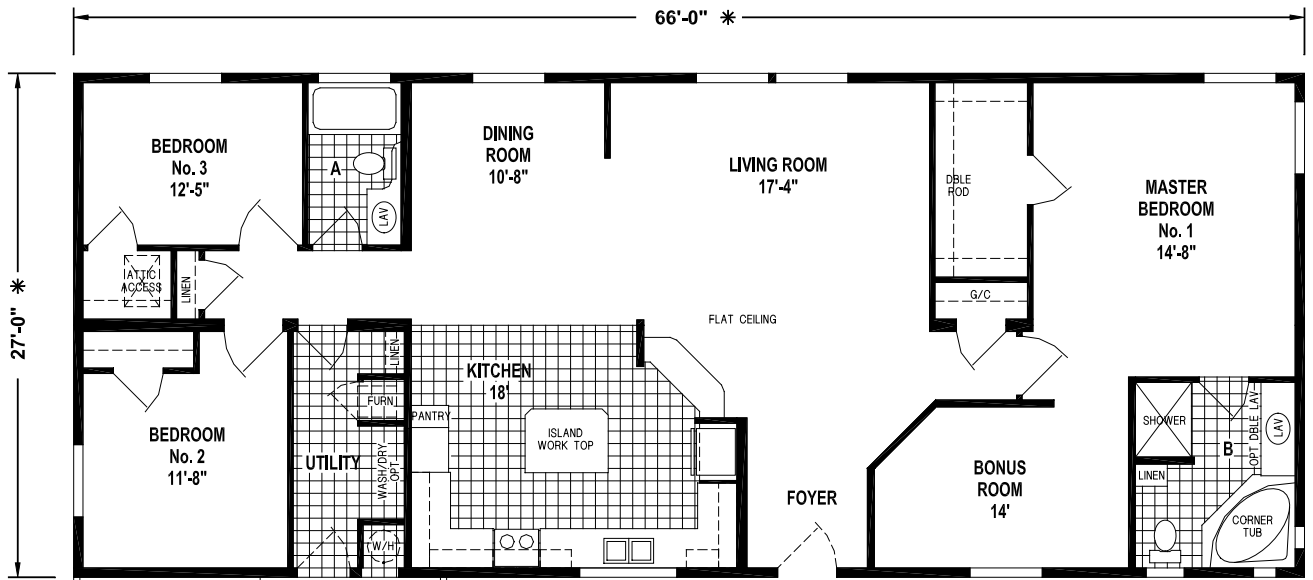 66'-0" *
27'-0" *
BEDROOM
No. 3
12'-5"
A
LAV
DINING
ROOM
10'-8"
LIVING ROOM
17'-4"
DBLE
ROD
MASTER
BEDROOM
No. 1
14'-8"
ATTIC
ACCESS
LINEN
G/C
FLAT CEILING
LINEN
KITCHEN
18'
FURN
PANTRY
ISLAND
WORK TOP
BEDROOM
No. 2
11'-8"
UTILITY
WASH/DRY
OPT
W/H
FOYER
BONUS
ROOM
14'
SHOWER
B
OPT DBLE LAV
LAV
LINEN
CORNER
TUB